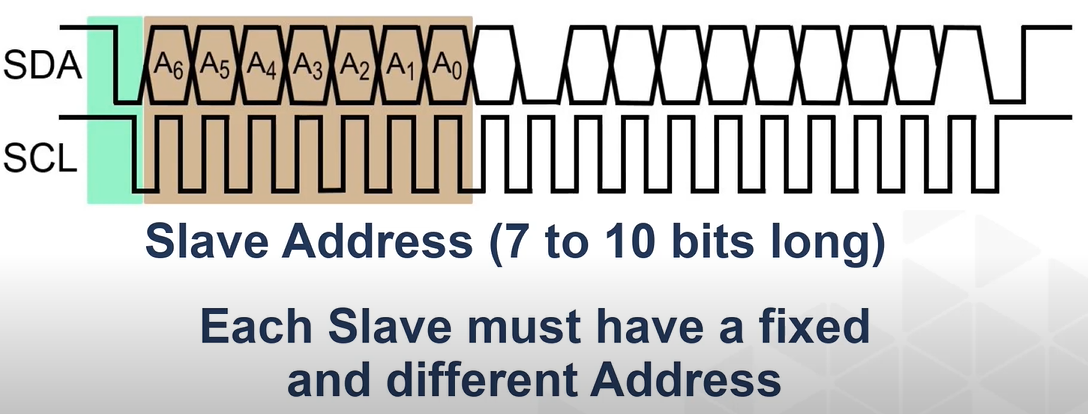 SDA A6 A5 A4 A3 A2 A1 A0
SCL
Slave Address (7 to 10 bits long)
Each Slave must have a fixed
and different Address